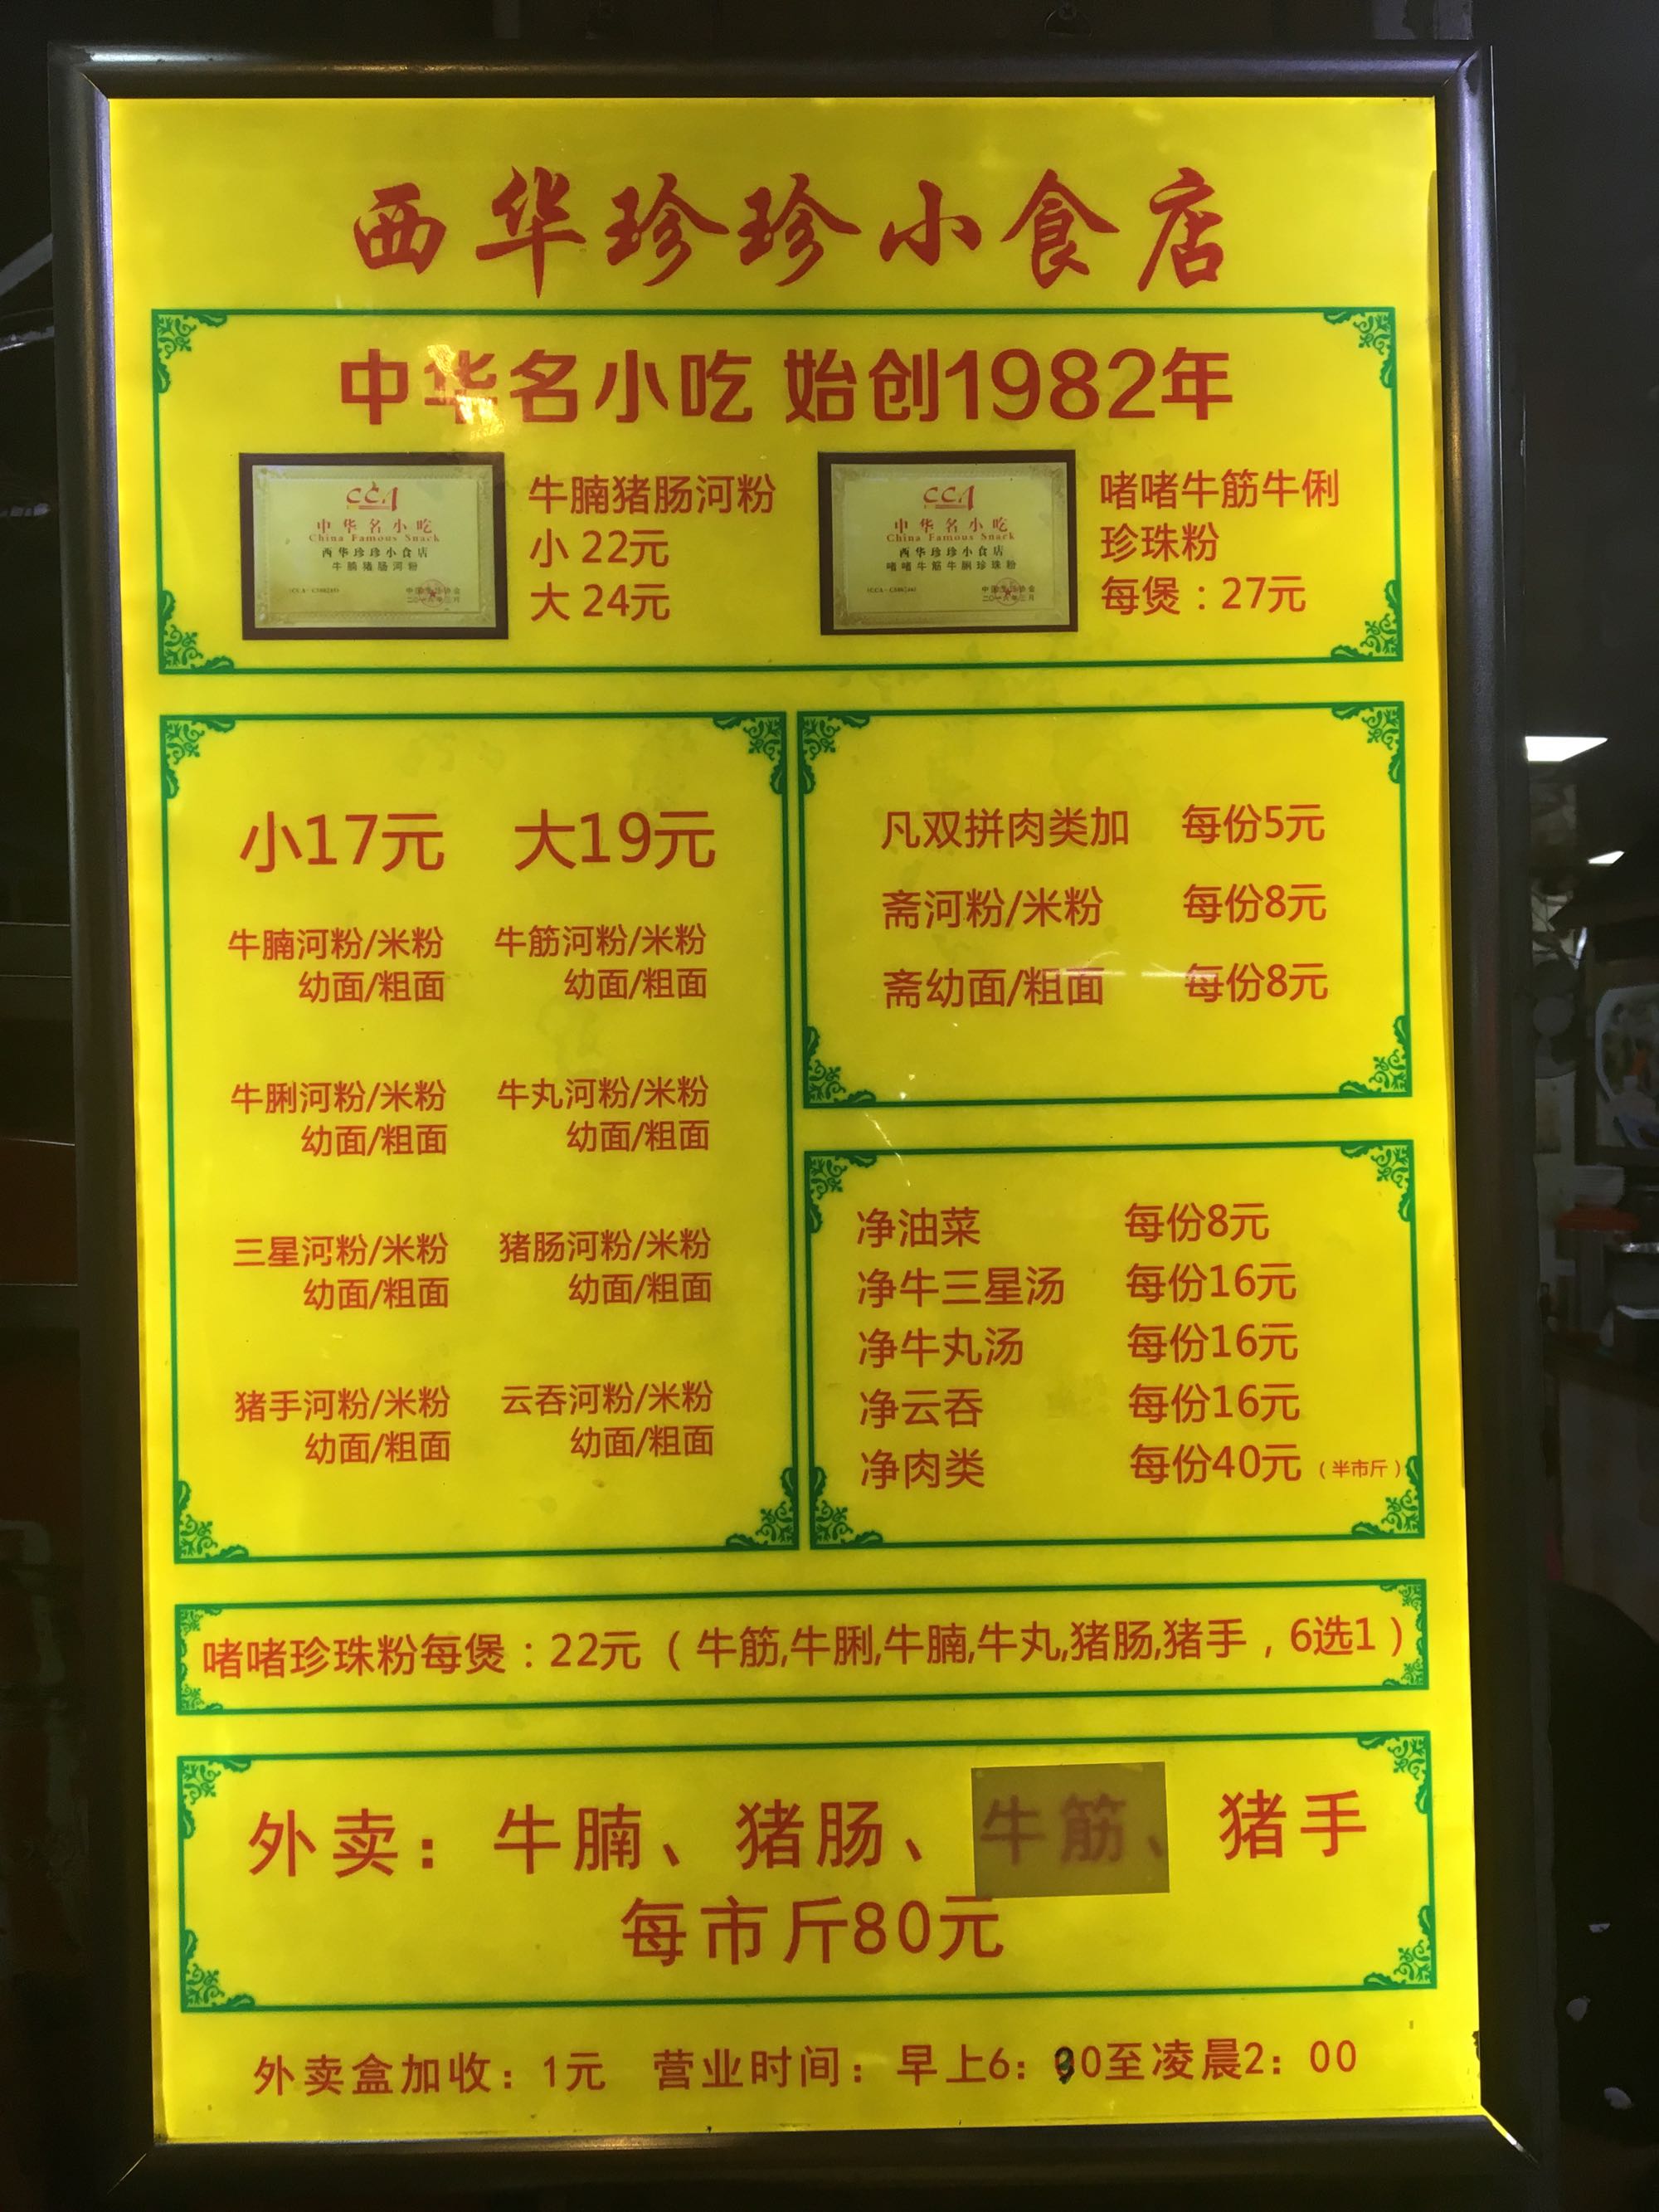 西华珍珍小食店
中华名小吃 始创1982年
CCA
中华名小吃
China Famous Snack
西华珍珍小食店
牛腩猪肠河粉
牛腩猪肠河粉
小 22元
大 24元
CCA
中华名小吃
China Famous Snack
西华珍珍小食店
啫啫牛筋牛脷珍珠粉
啫啫牛筋牛俐
珍珠粉
每煲：27元
小17元 大19元
牛腩河粉/米粉 牛筋河粉/米粉
幼面/粗面 幼面/粗面
牛脷河粉/米粉 牛丸河粉/米粉
幼面/粗面 幼面/粗面
三星河粉/米粉 猪肠河粉/米粉
幼面/粗面 幼面/粗面
猪手河粉/米粉 云吞河粉/米粉
幼面/粗面 幼面/粗面
凡双拼肉类加 每份5元
斋河粉/米粉 每份8元
斋幼面/粗面 每份8元
净油菜 每份8元
净牛三星汤 每份16元
净牛丸汤 每份16元
净云吞 每份16元
净肉类 每份40元（半市斤）
啫啫珍珠粉每煲：22元（牛筋,牛脷,牛腩,牛丸,猪肠,猪手，6选1）
外卖：牛腩、猪肠、牛筋、猪手
每市斤80元
外卖盒加收：1元 营业时间：早上6：00至凌晨2：00